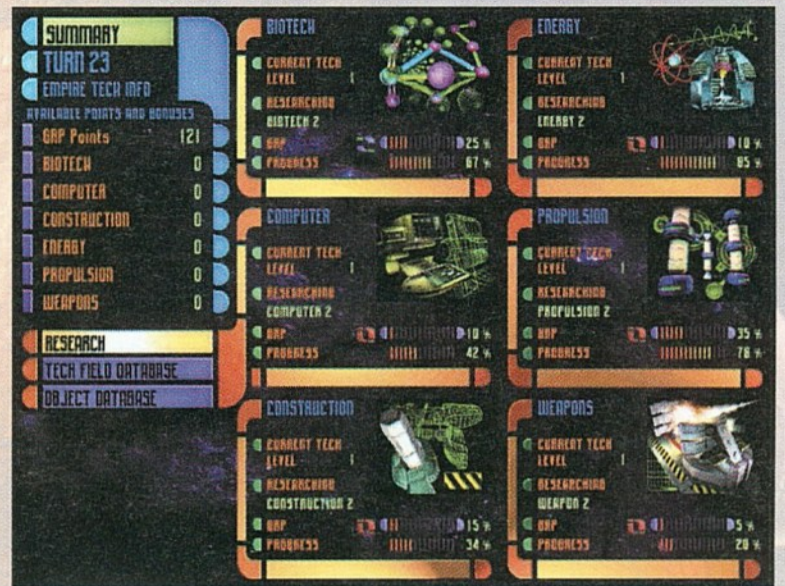 SUMMARY
TURN 23
EMPIRE TECH INFO
AVAILABLE POINTS AND BONUSES
GRP Points 121
BIOTECH 0
COMPUTER 0
CONSTRUCTION 0
ENERGY 0
PROPULSION 0
WEAPONS 0
RESEARCH
TECH FIELD DATABASE
OBJECT DATABASE
BIOTECH
CURRENT TECH
LEVEL 1
RESEARCHING
BIOTECH 2
GRP 25 %
PROGRESS 67 %
ENERGY
CURRENT TECH
LEVEL 1
RESEARCHING
ENERGY 2
GRP 10 %
PROGRESS 85 %
COMPUTER
CURRENT TECH
LEVEL 1
RESEARCHING
COMPUTER 2
GRP 10 %
PROGRESS 42 %
PROPULSION
CURRENT TECH
LEVEL 1
RESEARCHING
PROPULSION 2
GRP 35 %
PROGRESS 78 %
CONSTRUCTION
CURRENT TECH
LEVEL 1
RESEARCHING
CONSTRUCTION 2
GRP 15 %
PROGRESS 34 %
WEAPONS
CURRENT TECH
LEVEL 1
RESEARCHING
WEAPON 2
GRP 5 %
PROGRESS 20 %